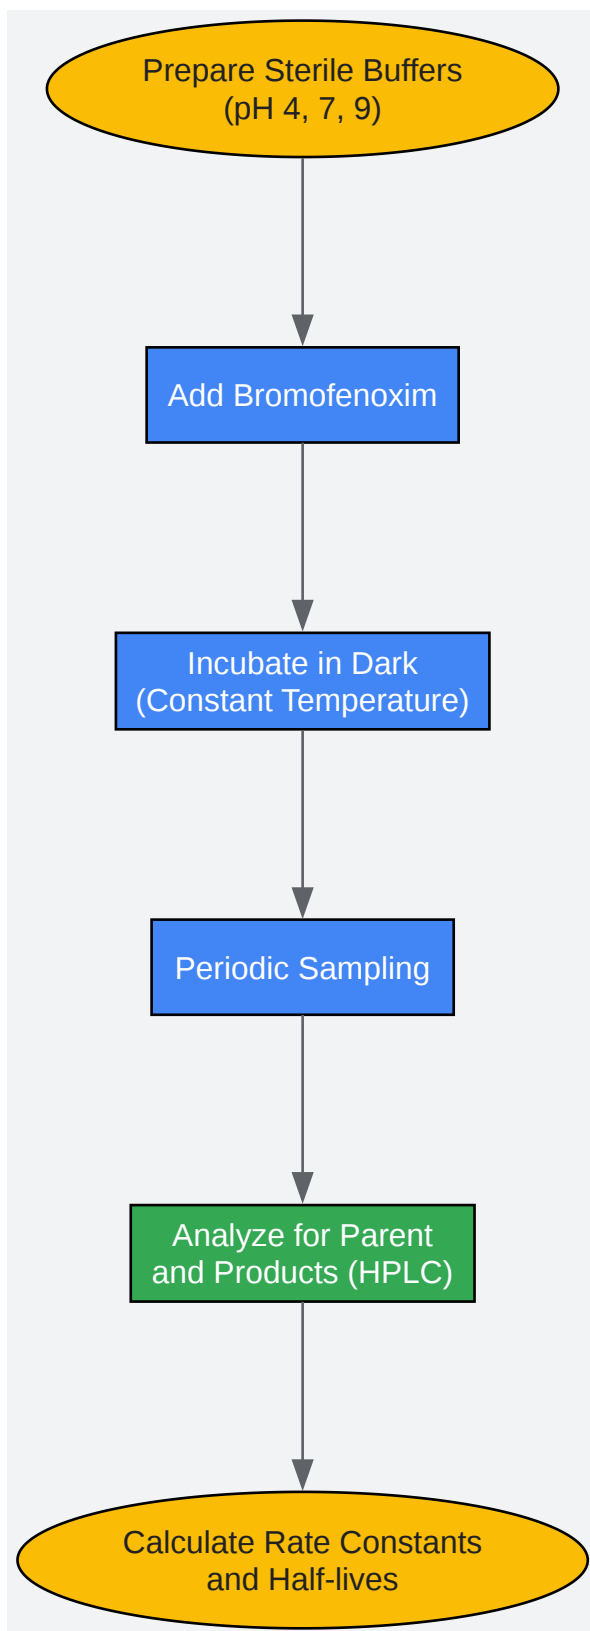 Prepare Sterile Buffers
(pH 4, 7, 9)
Add Bromofenoxim
Incubate in Dark
(Constant Temperature)
Periodic Sampling
Analyze for Parent
and Products (HPLC)
Calculate Rate Constants
and Half-lives